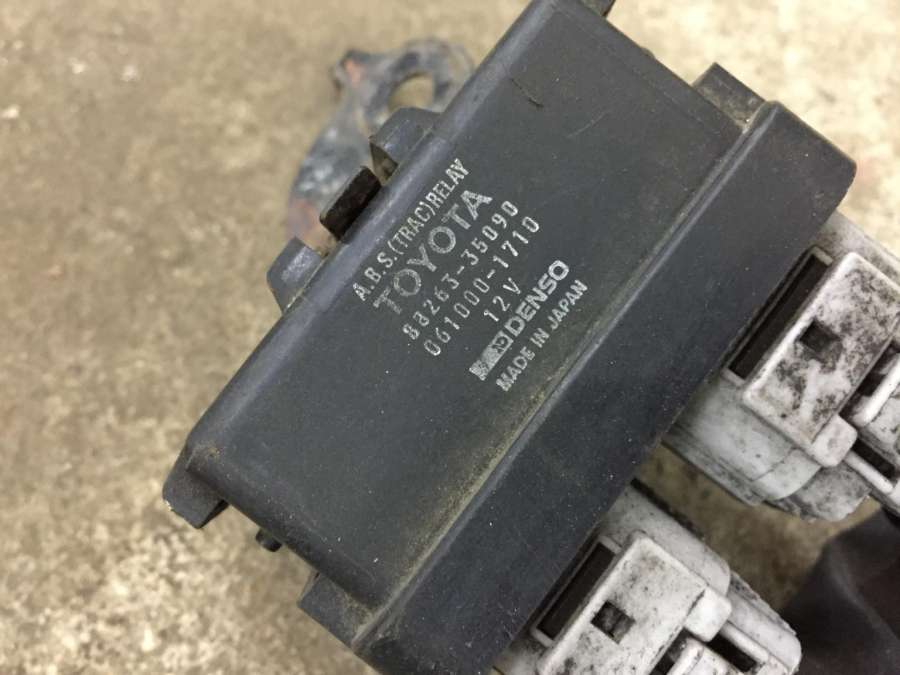 A.B.S.(TRAC)RELAY
TOYOTA
88263-35090
061000-1710
12V
DENSO
MADE IN JAPAN